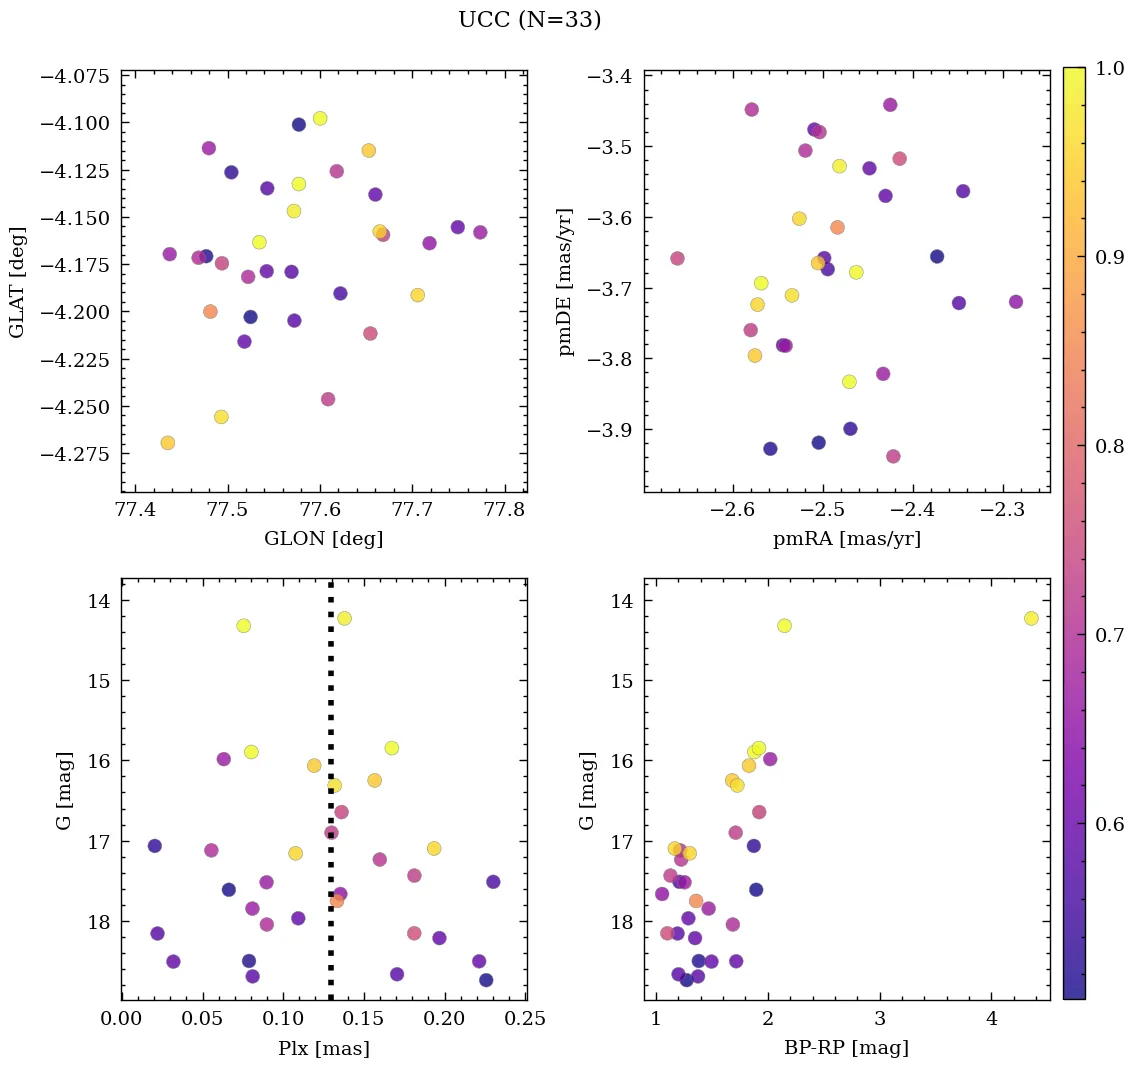 UCC (N=33)
−4.075
−4.100
−4.125
−4.150
−4.175
−4.200
−4.225
−4.250
−4.275
GLAT [deg]
77.4 77.5 77.6 77.7 77.8
GLON [deg]
−3.4
−3.5
−3.6
−3.7
−3.8
−3.9
pmDE [mas/yr]
−2.6 −2.5 −2.4 −2.3
pmRA [mas/yr]
14
15
16
17
18
G [mag]
0.00 0.05 0.10 0.15 0.20 0.25
Plx [mas]
14
15
16
17
18
G [mag]
1 2 3 4
BP-RP [mag]
1.0
0.9
0.8
0.7
0.6